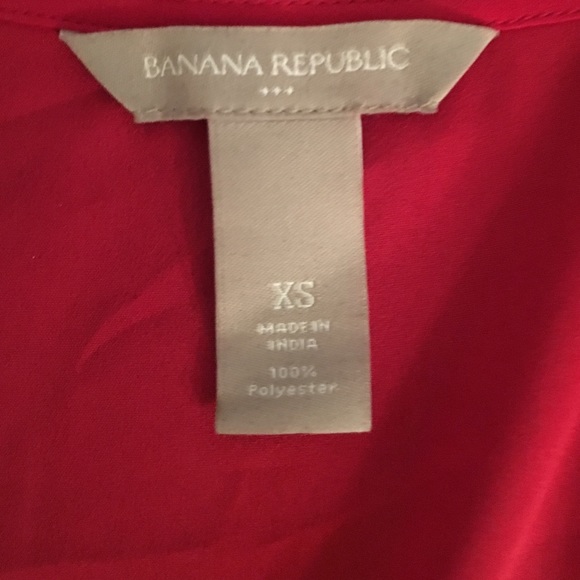 BANANA REPUBLIC
XS
MADE IN
INDIA
100%
Polyester